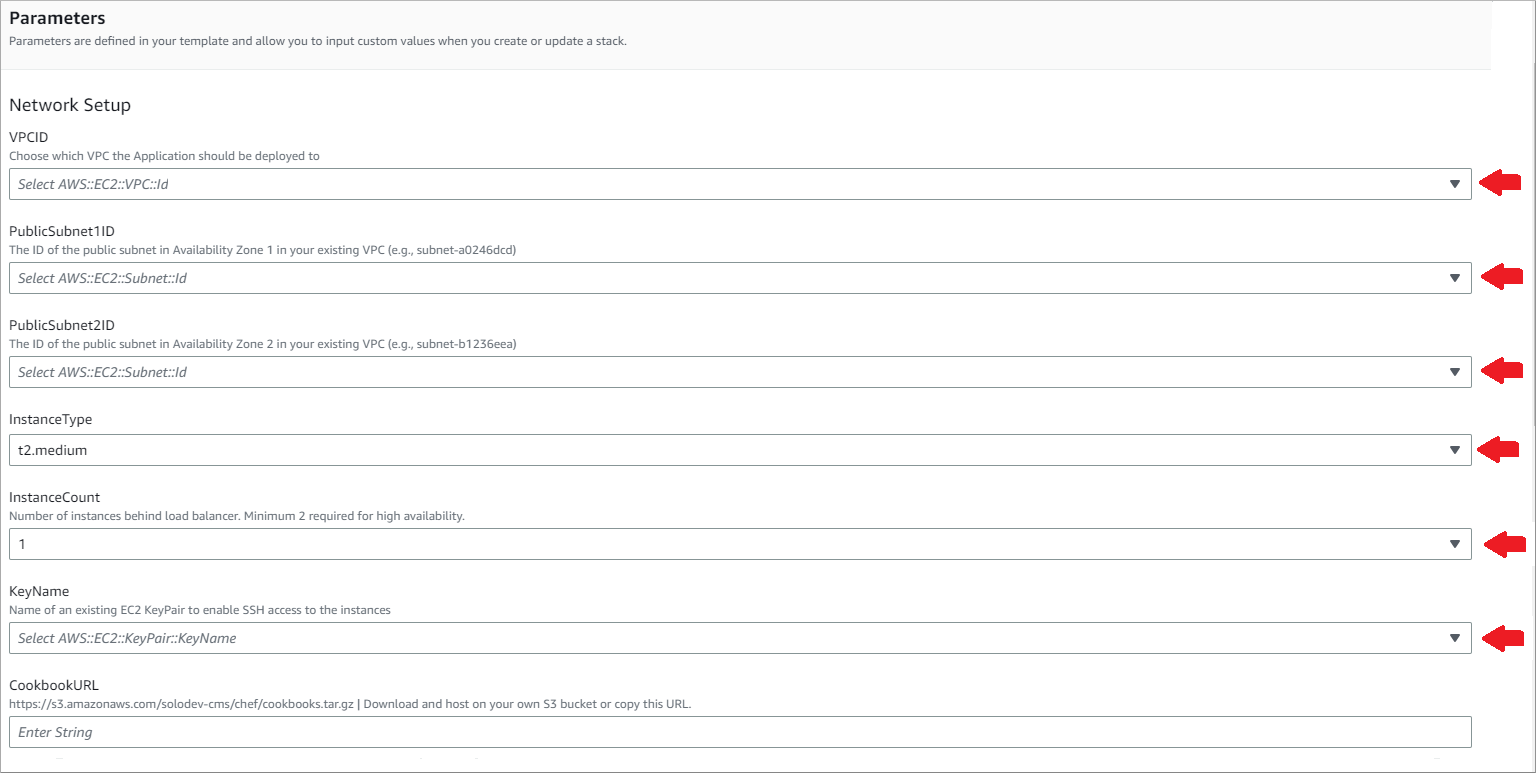 Parameters
Parameters are defined in your template and allow you to input custom values when you create or update a stack.
Network Setup
VPCID
Choose which VPC the Application should be deployed to
Select AWS::EC2::VPC::Id
PublicSubnet1ID
The ID of the public subnet in Availability Zone 1 in your existing VPC (e.g., subnet-a0246dcd)
Select AWS::EC2::Subnet::Id
PublicSubnet2ID
The ID of the public subnet in Availability Zone 2 in your existing VPC (e.g., subnet-b1236eea)
Select AWS::EC2::Subnet::Id
InstanceType
t2.medium
InstanceCount
Number of instances behind load balancer. Minimum 2 required for high availability.
1
KeyName
Name of an existing EC2 KeyPair to enable SSH access to the instances
Select AWS::EC2::KeyPair::KeyName
CookbookURL
https://s3.amazonaws.com/solodev-cms/chef/cookbooks.tar.gz | Download and host on your own S3 bucket or copy this URL.
Enter String